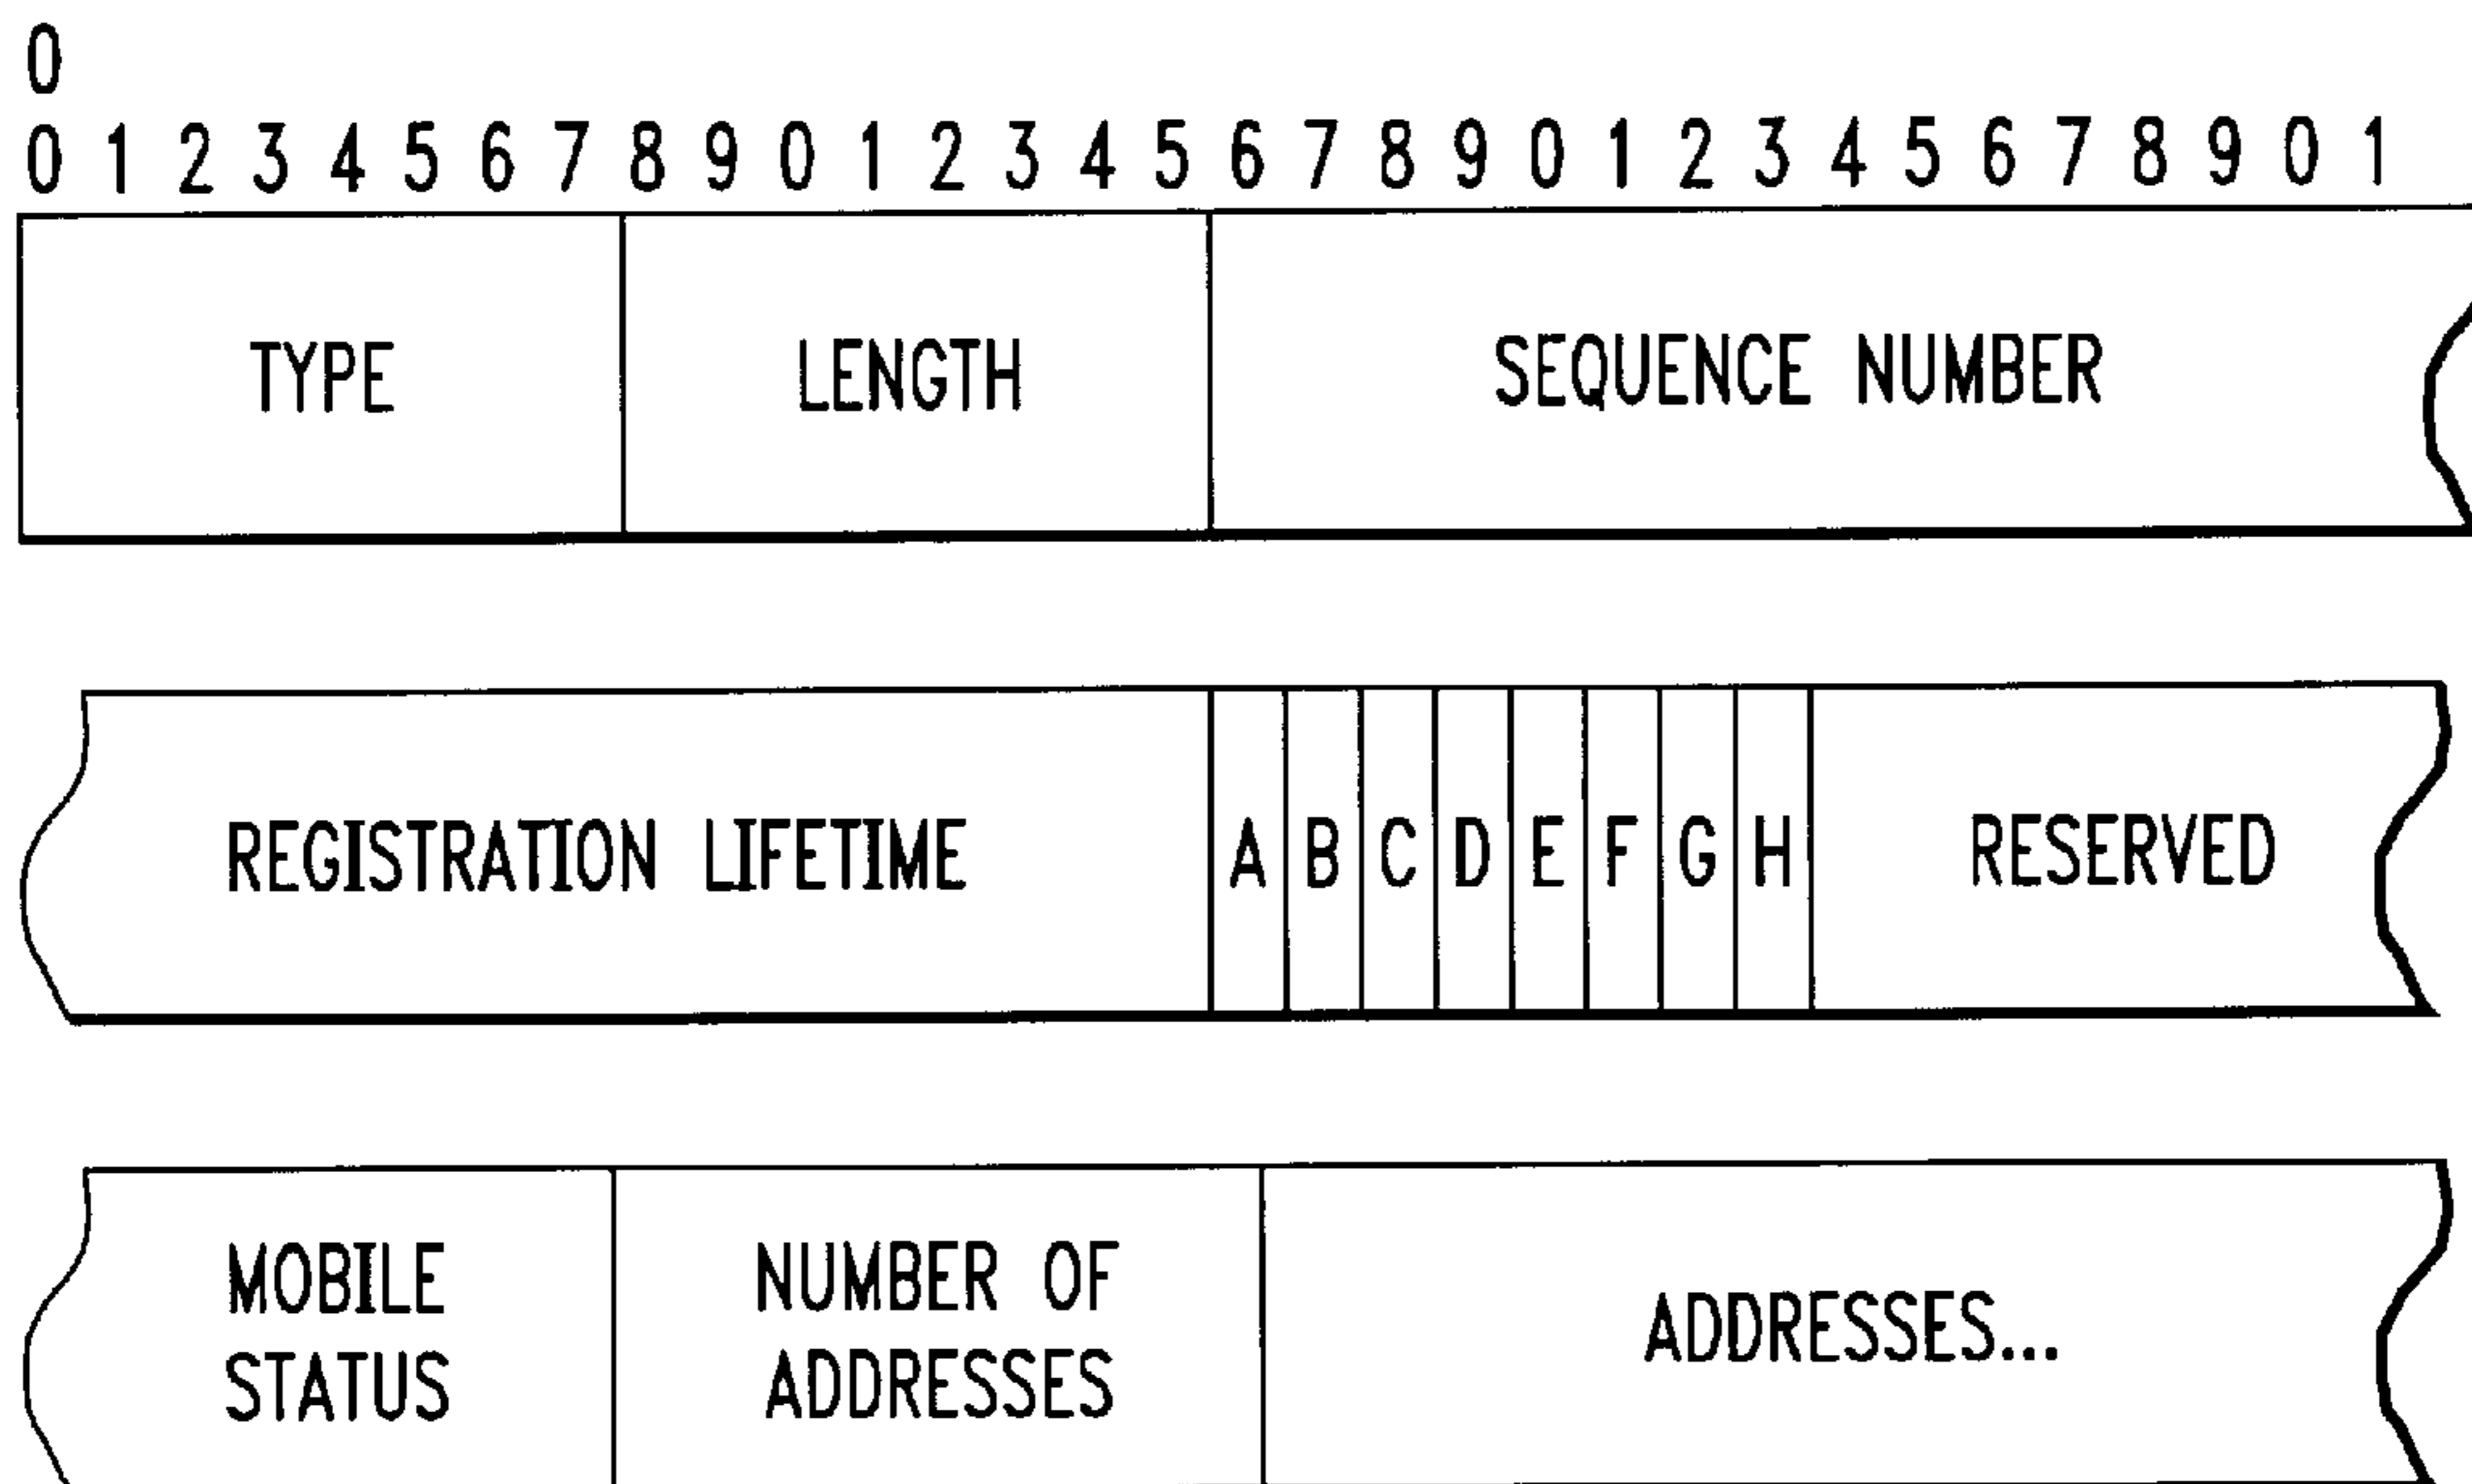 0
0 1 2 3 4 5 6 7 8 9 0 1 2 3 4 5 6 7 8 9 0 1 2 3 4 5 6 7 8 9 0 1
TYPE LENGTH SEQUENCE NUMBER
REGISTRATION LIFETIME A B C D E F G H RESERVED
MOBILE
STATUS
NUMBER OF
ADDRESSES
ADDRESSES...